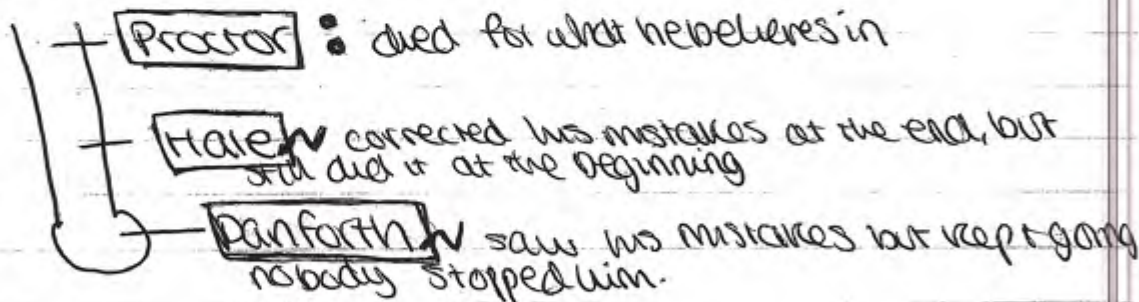 Proctor : died for what he believes in
Hale ~ corrected his mistakes at the end, but
still did it at the beginning
Danforth ~ saw his mistakes but kept going
nobody stopped him.